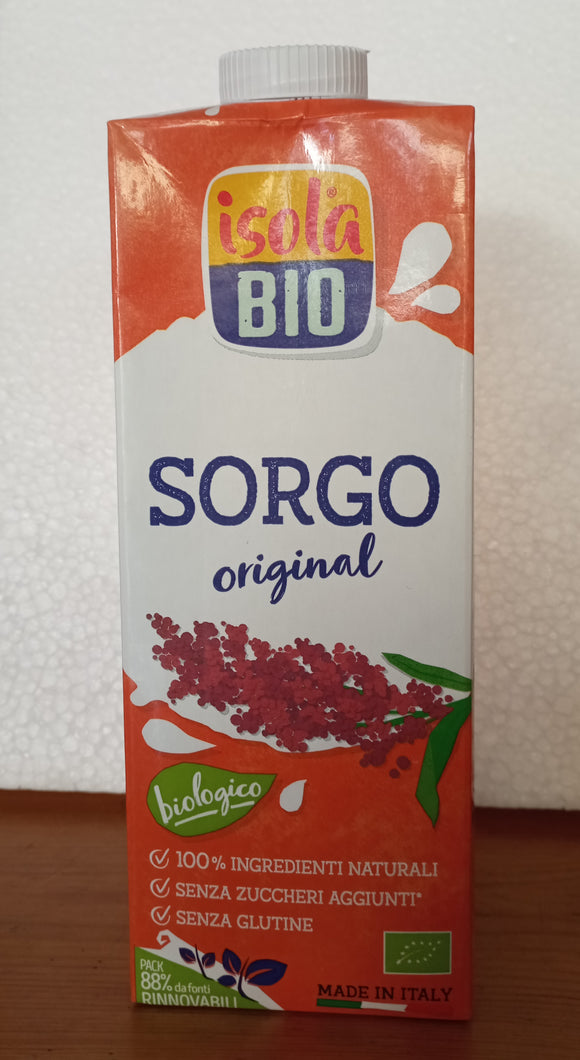 isola®
BIO
SORGO
original
biologico
100% INGREDIENTI NATURALI
SENZA ZUCCHERI AGGIUNTI*
SENZA GLUTINE
PACK
88% da fonti
RINNOVABILI
MADE IN ITALY